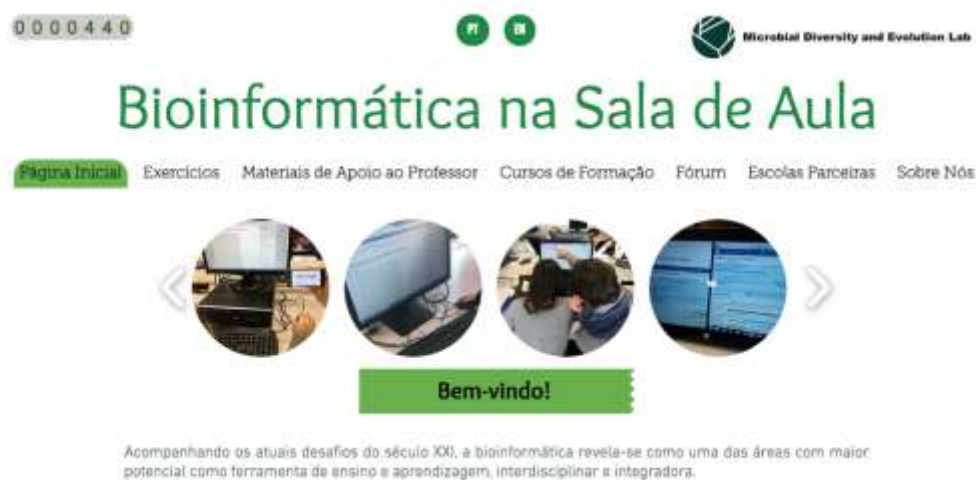 0000440
PT EN
Microbial Diversity and Evolution Lab
Bioinformática na Sala de Aula
Página Inicial Exercícios Materiais de Apoio ao Professor Cursos de Formação Fórum Escolas Parceiras Sobre Nós
Bem-vindo!
Acompanhando os atuais desafios do século XXI, a bioinformática revela-se como uma das áreas com maior
potencial como ferramenta de ensino e aprendizagem, interdisciplinar e integradora.